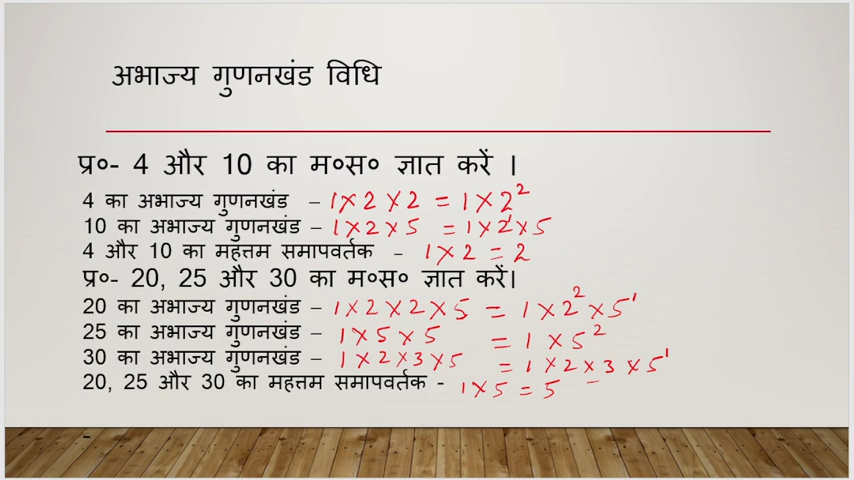 अभाज्य गुणनखंड विधि
प्र०- 4 और 10 का म०स० ज्ञात करें ।
4 का अभाज्य गुणनखंड – 1 × 2 × 2 = 1 × 2²
10 का अभाज्य गुणनखंड – 1 × 2 × 5 = 1 × 2¹ × 5
4 और 10 का महत्तम समापवर्तक – 1 × 2 = 2
प्र०- 20, 25 और 30 का म०स० ज्ञात करें।
20 का अभाज्य गुणनखंड – 1 × 2 × 2 × 5 = 1 × 2² × 5¹
25 का अभाज्य गुणनखंड – 1 × 5 × 5 = 1 × 5²
30 का अभाज्य गुणनखंड – 1 × 2 × 3 × 5 = 1 × 2 × 3 × 5¹
20, 25 और 30 का महत्तम समापवर्तक - 1 × 5 = 5